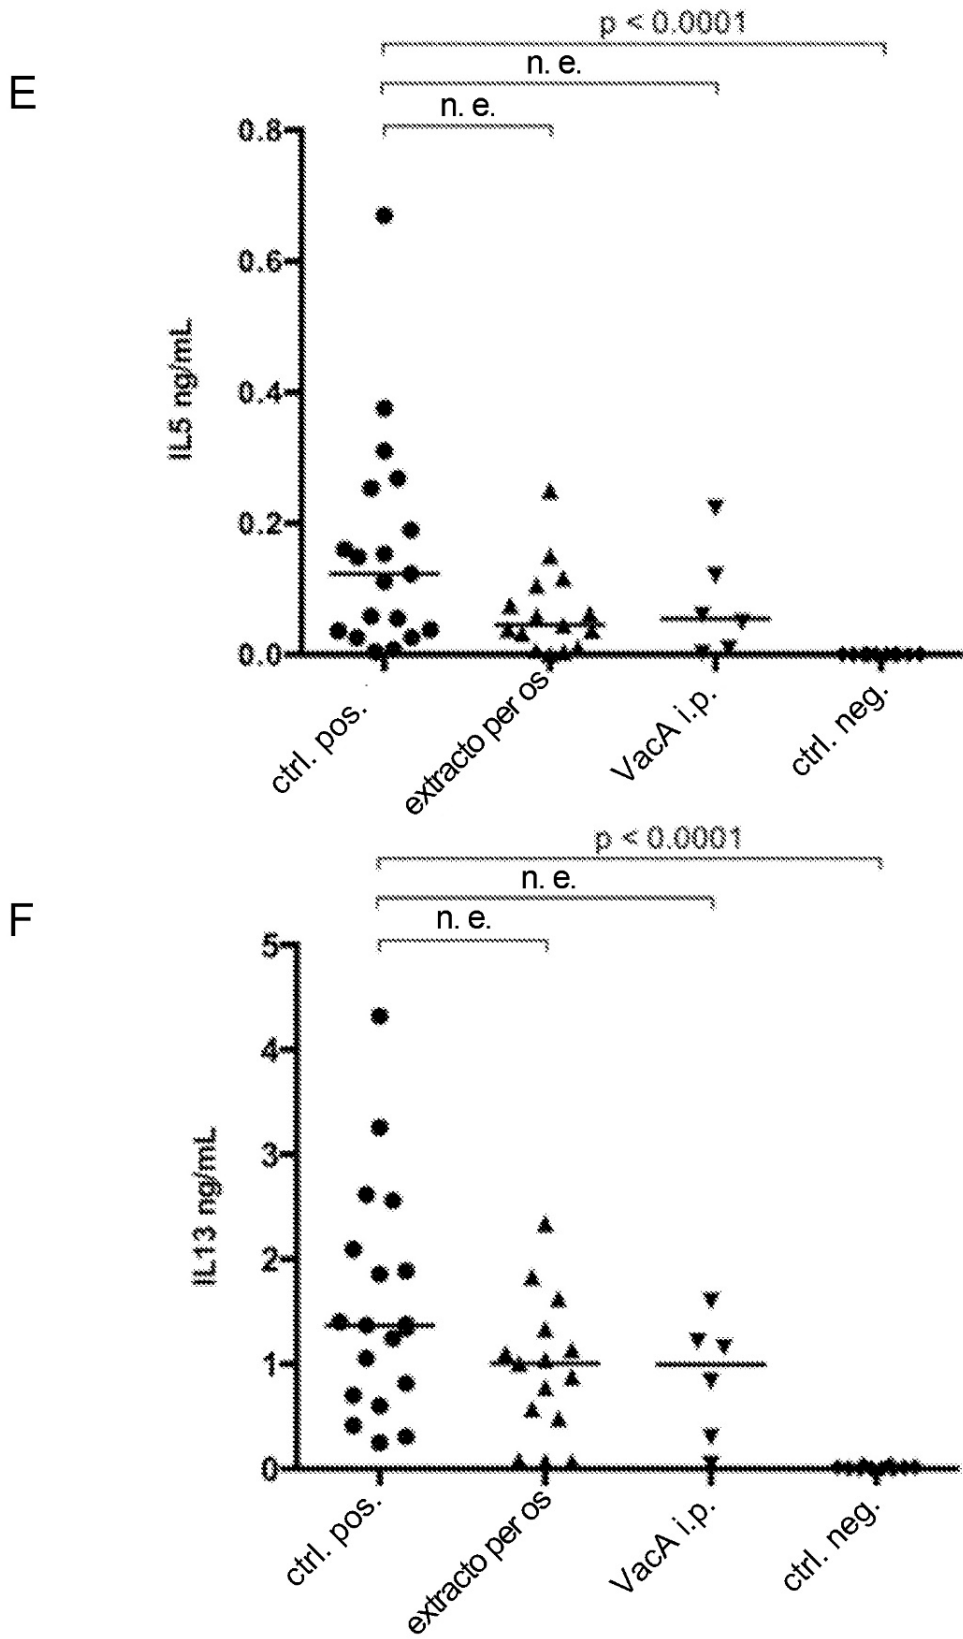 p < 0.0001
n. e.
n. e.
E
0.8
0.6
0.4
0.2
0.0
IL5 ng/mL
ctrl. pos.
extracto per os
VacA i.p.
ctrl. neg.
p < 0.0001
n. e.
n. e.
F
5
4
3
2
1
0
IL13 ng/mL
ctrl. pos.
extracto per os
VacA i.p.
ctrl. neg.